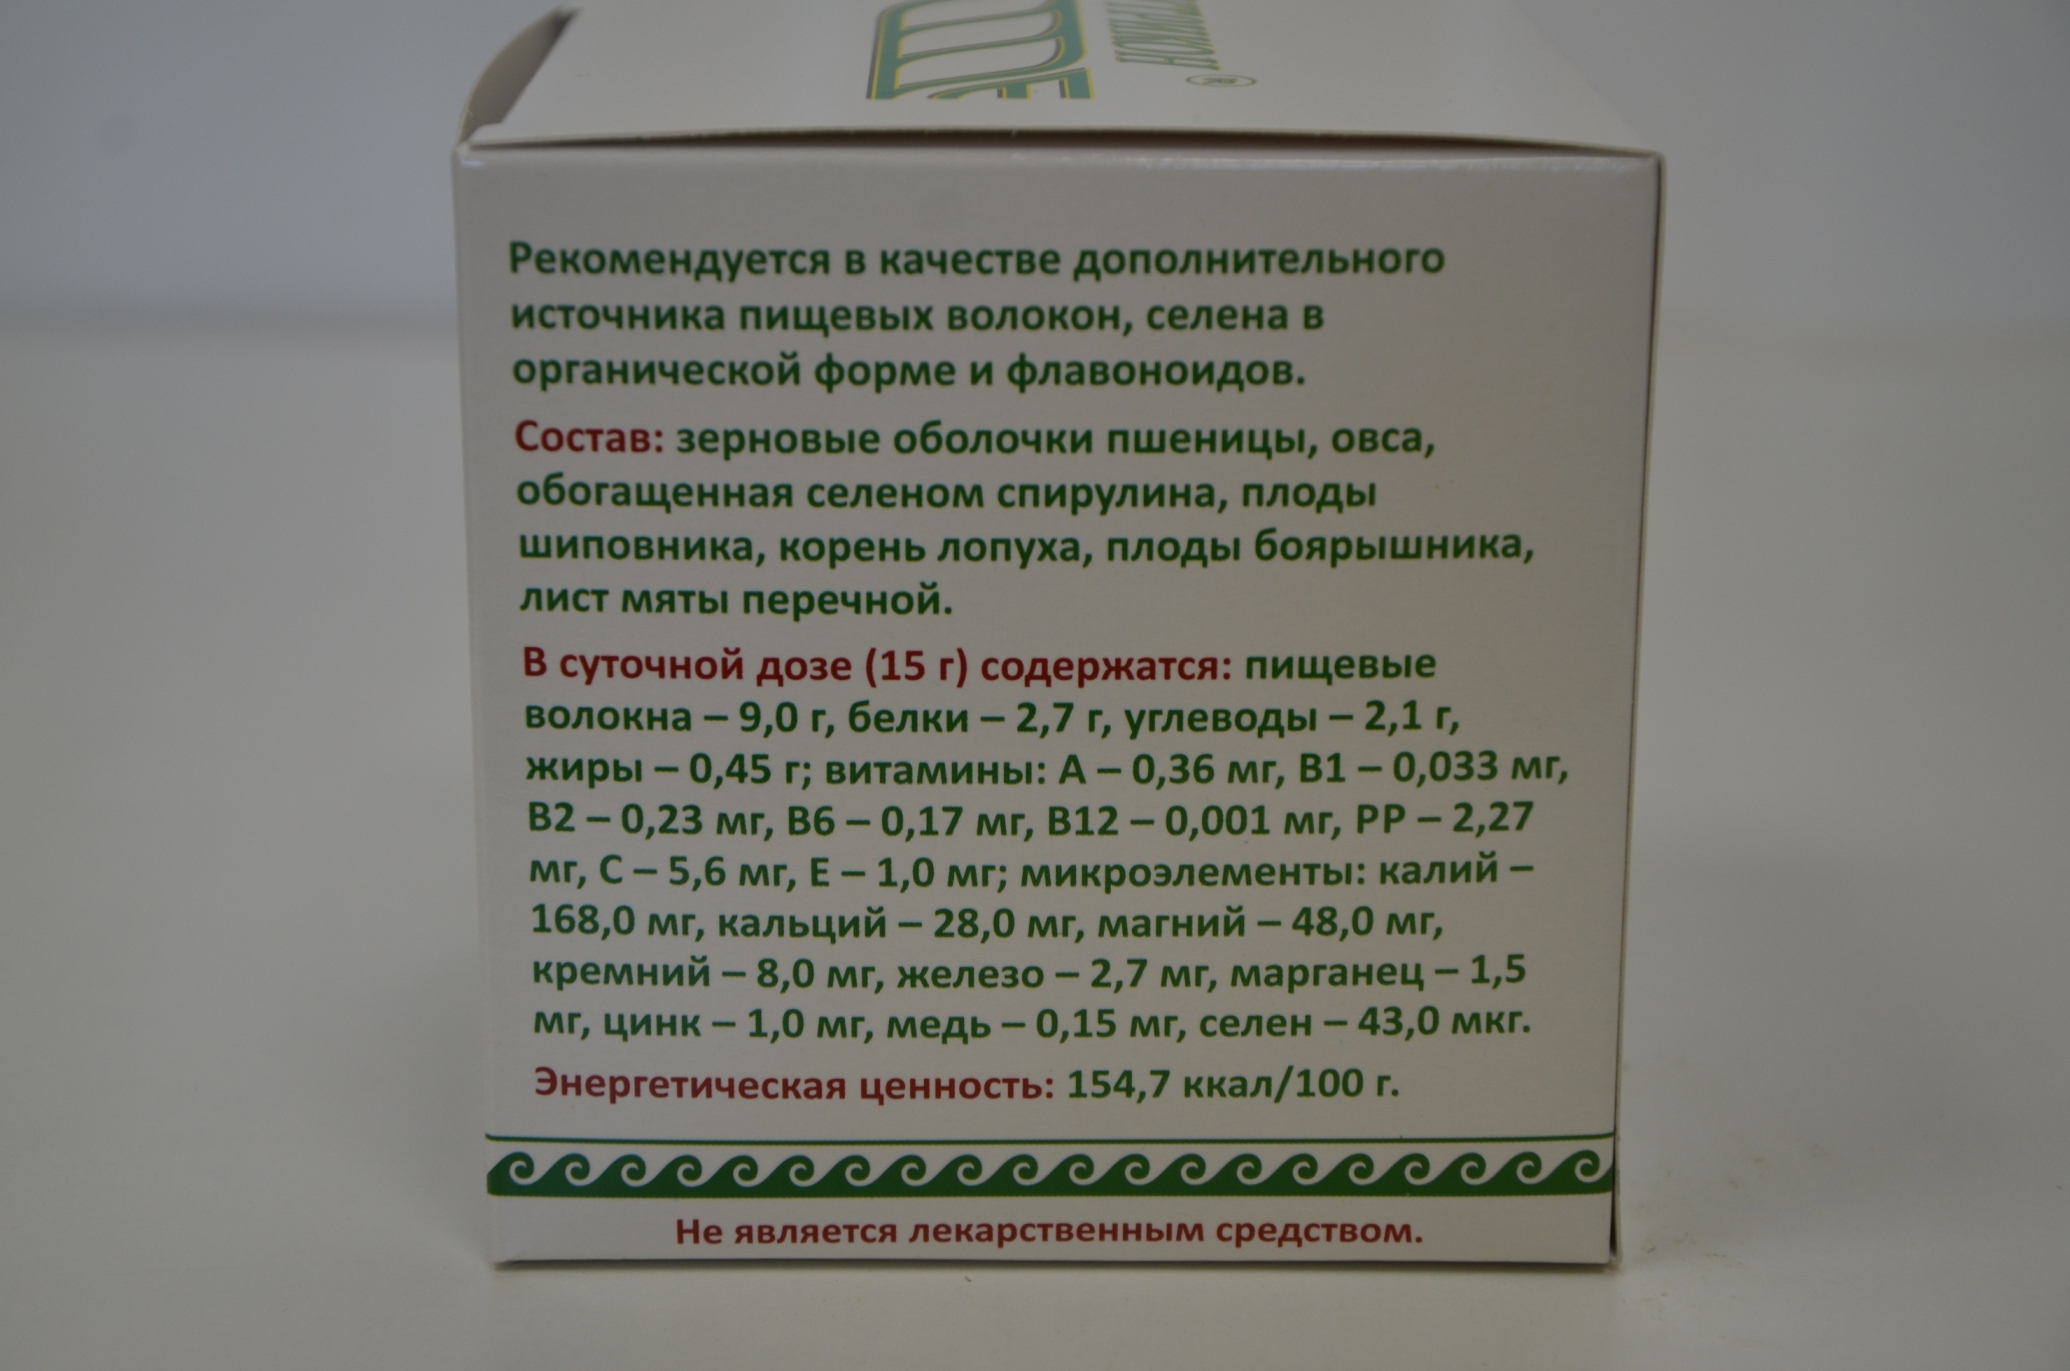 ®
Рекомендуется в качестве дополнительного
источника пищевых волокон, селена в
органической форме и флавоноидов.
Состав: зерновые оболочки пшеницы, овса,
обогащенная селеном спирулина, плоды
шиповника, корень лопуха, плоды боярышника,
лист мяты перечной.
В суточной дозе (15 г) содержатся: пищевые
волокна – 9,0 г, белки – 2,7 г, углеводы – 2,1 г,
жиры – 0,45 г; витамины: А – 0,36 мг, В1 – 0,033 мг,
В2 – 0,23 мг, В6 – 0,17 мг, В12 – 0,001 мг, РР – 2,27
мг, С – 5,6 мг, Е – 1,0 мг; микроэлементы: калий –
168,0 мг, кальций – 28,0 мг, магний – 48,0 мг,
кремний – 8,0 мг, железо – 2,7 мг, марганец – 1,5
мг, цинк – 1,0 мг, медь – 0,15 мг, селен – 43,0 мкг.
Энергетическая ценность: 154,7 ккал/100 г.
Не является лекарственным средством.